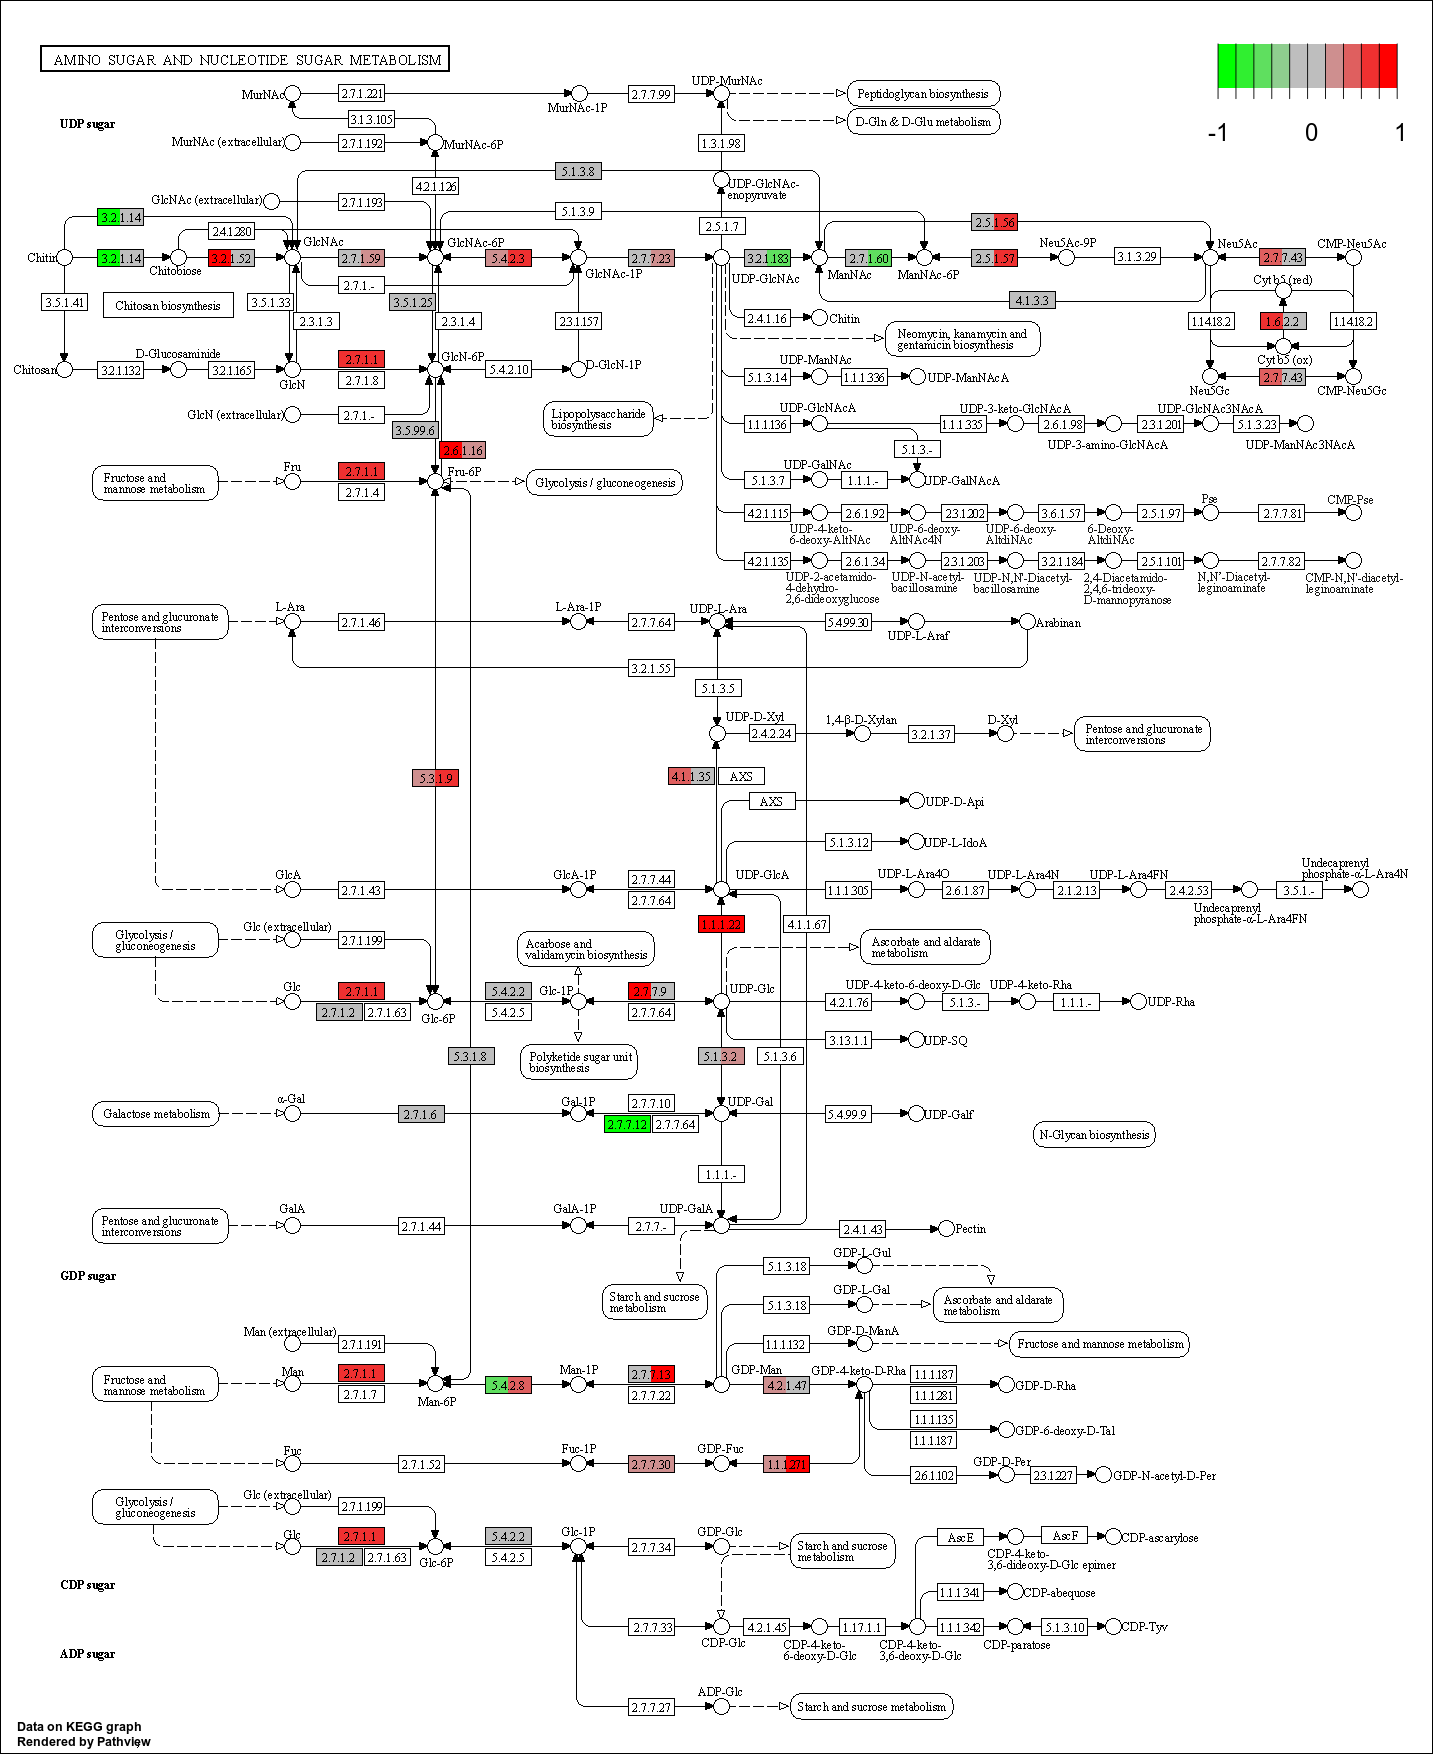 AMINO SUGAR AND NUCLEOTIDE SUGAR METABOLISM
-1 0 1
MurNAc 2.7.1.221 MurNAc-1P 2.7.7.99 UDP-MurNAc Peptidoglycan biosynthesis
UDP sugar 3.1.3.105 D-Gln & D-Glu metabolism
MurNAc (extracellular) 2.7.1.192 MurNAc-6P 1.3.1.98
5.1.3.8
4.2.1.126 UDP-GlcNAc-
enopyruvate
GlcNAc (extracellular) 2.7.1.193 5.1.3.9
3.2.1.14 2.4.1.280 2.5.1.7 2.5.1.56
GlcNAc GlcNAc-6P Neu5Ac-9P Neu5Ac CMP-Neu5Ac
Chitin 3.2.1.14 Chitobiose 3.2.1.52 2.7.1.59 5.4.2.3 GlcNAc-1P 2.7.7.23 UDP-GlcNAc 3.2.1.183 ManNAc 2.7.1.60 ManNAc-6P 2.5.1.57 3.1.3.29 2.7.7.43
2.7.1.- Cyt b5 (red)
3.5.1.41 Chitosan biosynthesis 3.5.1.33 3.5.1.25 4.1.3.3
2.3.1.3 2.3.1.4 2.3.1.157 2.4.1.16 Chitin 1.14.18.2 1.6.2.2 1.14.18.2
Neomycin, kanamycin and
gentamicin biosynthesis
D-Glucosaminide 2.7.1.1 GlcN-6P UDP-ManNAc Cyt b5 (ox)
Chitosan 3.2.1.132 3.2.1.165 GlcN 2.7.1.8 5.4.2.10 D-GlcN-1P 5.1.3.14 1.1.1.336 UDP-ManNAcA Neu5Gc 2.7.7.43 CMP-Neu5Gc
GlcN (extracellular) 2.7.1.- Lipopolysaccharide
biosynthesis
UDP-GlcNAcA UDP-3-keto-GlcNAcA UDP-GlcNAc3NAcA
3.5.99.6 1.1.1.136 1.1.1.335 2.6.1.98 2.3.1.201 5.1.3.23
UDP-3-amino-GlcNAcA UDP-ManNAc3NAcA
2.6.1.16 5.1.3.-
Fructose and
mannose metabolism
Fru 2.7.1.1 Fru-6P UDP-GalNAc
2.7.1.4 Glycolysis / gluconeogenesis 5.1.3.7 1.1.1.- UDP-GalNAcA
Pse CMP-Pse
4.2.1.115 2.6.1.92 2.3.1.202 3.6.1.57 2.5.1.97 2.7.7.81
UDP-4-keto-
6-deoxy-AltNAc
UDP-6-deoxy-
AltNAc4N
UDP-6-deoxy-
AltdiNAc
6-Deoxy-
AltdiNAc
4.2.1.135 2.6.1.34 2.3.1.203 3.2.1.184 2.5.1.101 2.7.7.82
UDP-2-acetamido-
4-dehydro-
2,6-dideoxyglucose
UDP-N-acetyl-
bacillosamine
UDP-N,N'-Diacetyl-
bacillosamine
2,4-Diacetamido-
2,4,6-trideoxy-
D-mannopyranose
N,N'-Diacetyl-
leginoaminate
CMP-N,N'-diacetyl-
leginoaminate
Pentose and glucuronate
interconversions
L-Ara 2.7.1.46 L-Ara-1P 2.7.7.64 UDP-L-Ara 5.4.99.30 UDP-L-Araf Arabinan
3.2.1.55
5.1.3.5
UDP-D-Xyl 2.4.2.24 1,4-β-D-Xylan 3.2.1.37 D-Xyl
Pentose and glucuronate
interconversions
5.3.1.9 4.1.1.35 AXS
AXS UDP-D-Api
5.1.3.12 UDP-L-IdoA
GlcA 2.7.1.43 GlcA-1P 2.7.7.44 UDP-GlcA
2.7.7.64
UDP-L-Ara4O UDP-L-Ara4N UDP-L-Ara4FN
1.1.1.305 2.6.1.87 2.1.2.13 2.4.2.53 3.5.1.-
Undecaprenyl
phosphate-α-L-Ara4FN
Undecaprenyl
phosphate-α-L-Ara4N
1.1.1.22 4.1.1.67
Glycolysis /
gluconeogenesis
Glc (extracellular) 2.7.1.199
Acarbose and
validamycin biosynthesis
Ascorbate and aldarate
metabolism
Glc 2.7.1.1 5.4.2.2 Glc-1P 2.7.7.9 UDP-Glc
2.7.1.2 2.7.1.63 Glc-6P 5.4.2.5 2.7.7.64
UDP-4-keto-6-deoxy-D-Glc UDP-4-keto-Rha
4.2.1.76 5.1.3.- 1.1.1.- UDP-Rha
3.13.1.1 UDP-SQ
5.3.1.8 Polyketide sugar unit
biosynthesis
5.1.3.2 5.1.3.6
Galactose metabolism α-Gal 2.7.1.6 Gal-1P 2.7.7.10 UDP-Gal 5.4.99.9 UDP-Galf
2.7.7.12 2.7.7.64 N-Glycan biosynthesis
1.1.1.-
Pentose and glucuronate
interconversions
GalA 2.7.1.44 GalA-1P 2.7.7.- UDP-GalA 2.4.1.43 Pectin
GDP sugar
Starch and sucrose
metabolism
5.1.3.18 GDP-L-Gul
5.1.3.18 GDP-L-Gal
Ascorbate and aldarate
metabolism
Man (extracellular) 2.7.1.191 1.1.1.132 GDP-D-ManA Fructose and mannose metabolism
Fructose and
mannose metabolism
Man 2.7.1.1 Man-6P 5.4.2.8 Man-1P 2.7.7.13 GDP-Man 4.2.1.47 GDP-4-keto-D-Rha 1.1.1.187 GDP-D-Rha
2.7.1.7 2.7.7.22 1.1.1.281
1.1.1.135 GDP-6-deoxy-D-Tal
1.1.1.187
Fuc 2.7.1.52 Fuc-1P 2.7.7.30 GDP-Fuc 1.1.1.271
2.6.1.102 GDP-D-Per 2.3.1.227 GDP-N-acetyl-D-Per
Glycolysis /
gluconeogenesis
Glc (extracellular) 2.7.1.199
Glc 2.7.1.1 5.4.2.2 Glc-1P 2.7.7.34 GDP-Glc
2.7.1.2 2.7.1.63 Glc-6P 5.4.2.5
Starch and sucrose
metabolism
AscE AscF CDP-ascarylose
CDP-4-keto-
3,6-dideoxy-D-Glc epimer
CDP sugar 1.1.1.341 CDP-abequose
2.7.7.33 CDP-Glc 4.2.1.45 1.17.1.1 1.1.1.342 5.1.3.10 CDP-Tyv
CDP-4-keto-
6-deoxy-D-Glc
CDP-4-keto-
3,6-deoxy-D-Glc
CDP-paratose
ADP sugar
2.7.7.27 ADP-Glc Starch and sucrose metabolism
Data on KEGG graph
Rendered by Pathview